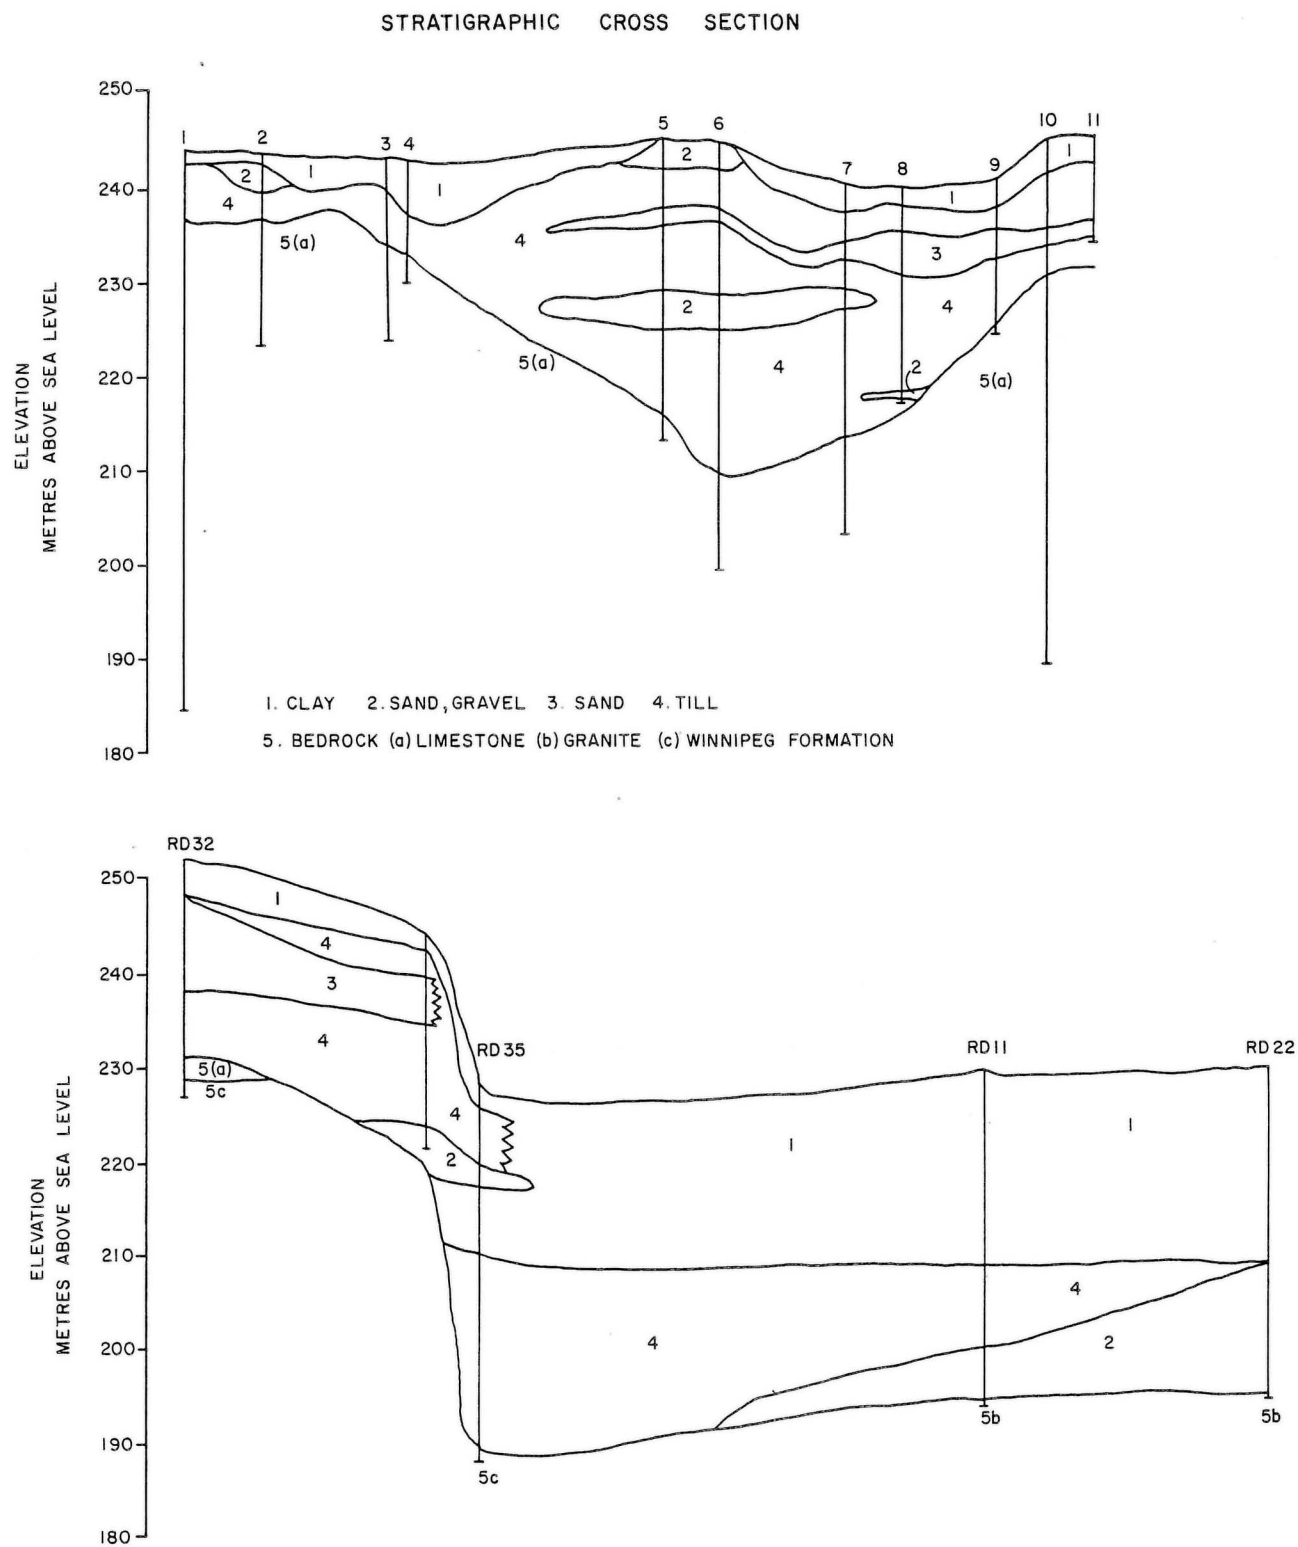 STRATIGRAPHIC CROSS SECTION
250
240
230
220
210
200
190
180
ELEVATION
METRES ABOVE SEA LEVEL
1 2 3 4 5 6 7 8 9 10 11
2 1 1 2 1 1
4 5(a) 4 3
2 4
5(a) 4 2 5(a)
1. CLAY 2. SAND, GRAVEL 3. SAND 4. TILL
5. BEDROCK (a) LIMESTONE (b) GRANITE (c) WINNIPEG FORMATION
RD32
250
240
230
220
210
200
190
180
ELEVATION
METRES ABOVE SEA LEVEL
1
4
3
4
RD35 RD11 RD22
5(a)
5c
4
1 1
2
4
4 2
5b 5b
5c